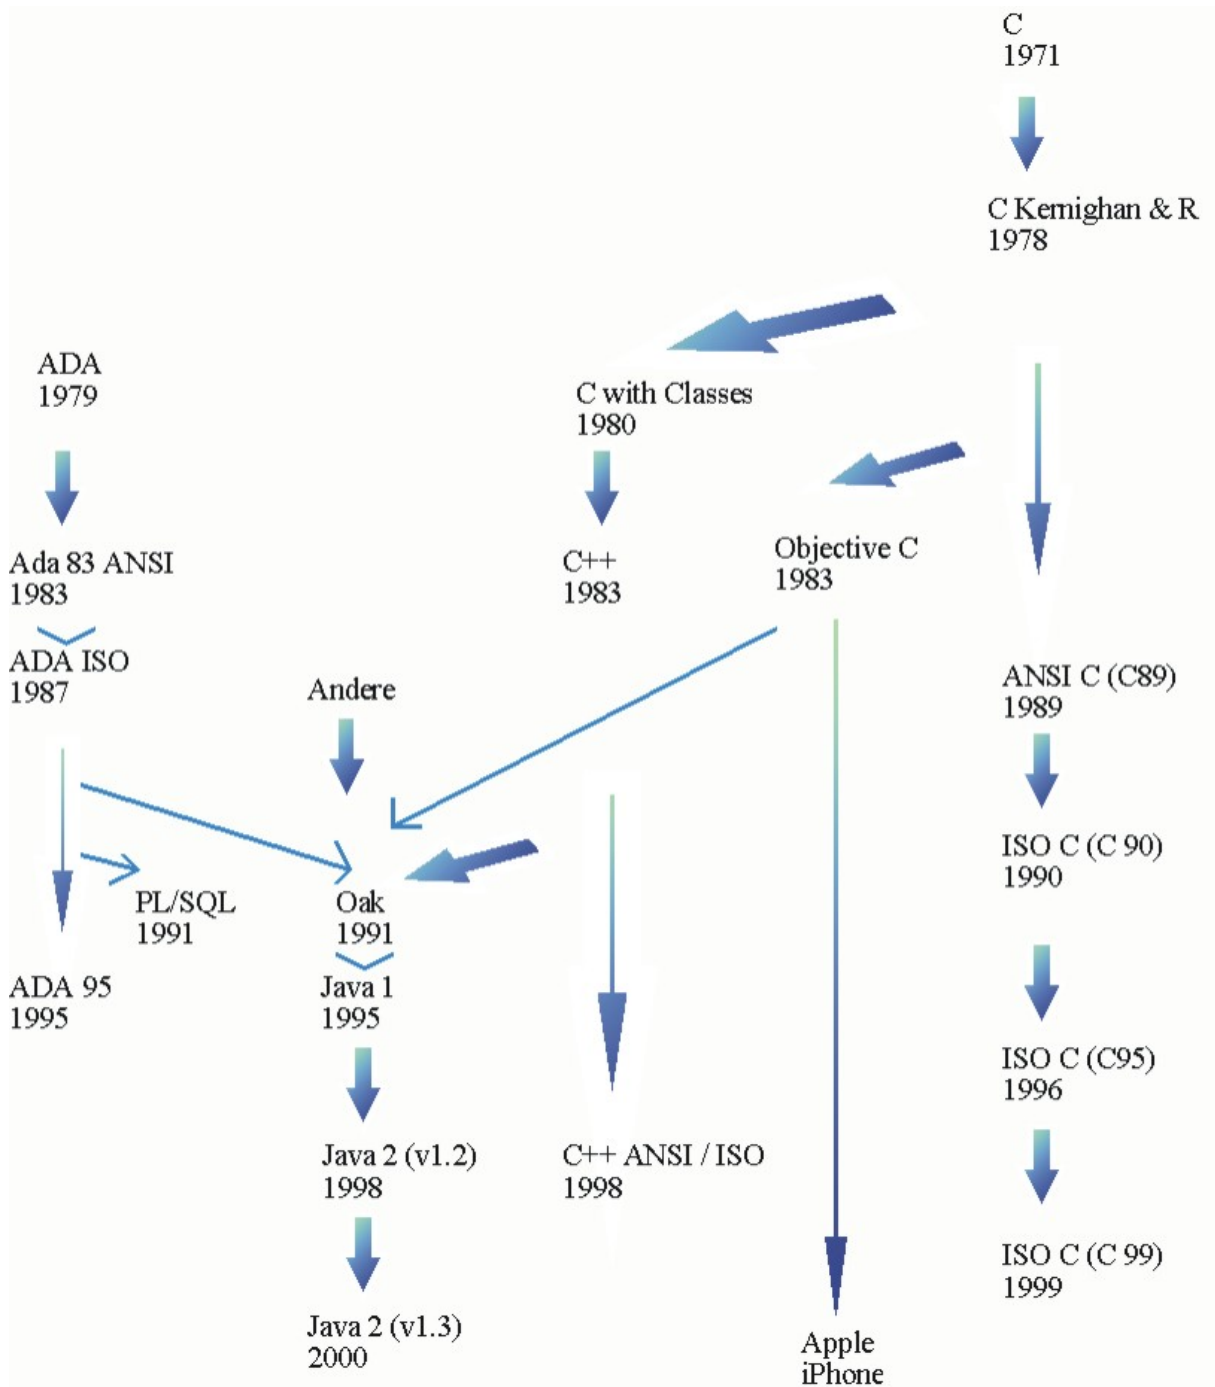 C
1971
C Kernighan & R
1978
ADA
1979
C with Classes
1980
Ada 83 ANSI
1983
C++
1983
Objective C
1983
ADA ISO
1987
Andere
ANSI C (C89)
1989
ISO C (C 90)
1990
PL/SQL
1991
Oak
1991
ADA 95
1995
Java 1
1995
ISO C (C95)
1996
Java 2 (v1.2)
1998
C++ ANSI / ISO
1998
ISO C (C 99)
1999
Java 2 (v1.3)
2000
Apple
iPhone